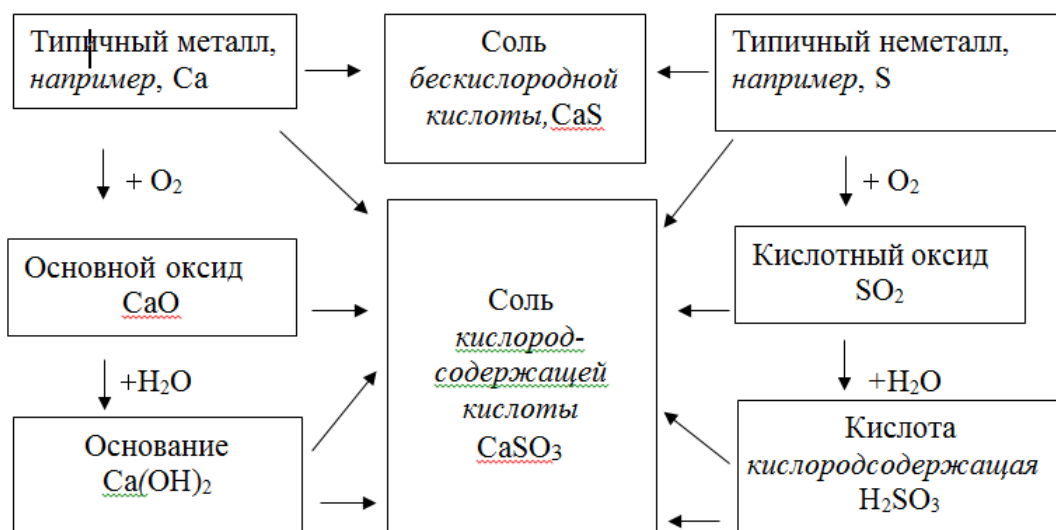 Типичный металл,
например, Ca
Соль
бескислородной
кислоты, CaS
Типичный неметалл,
например, S
+ O₂
+ O₂
Основной оксид
CaO
Соль
кислород-
содержащей
кислоты
CaSO₃
Кислотный оксид
SO₂
+H₂O
+H₂O
Основание
Ca(OH)₂
Кислота
кислородсодержащая
H₂SO₃